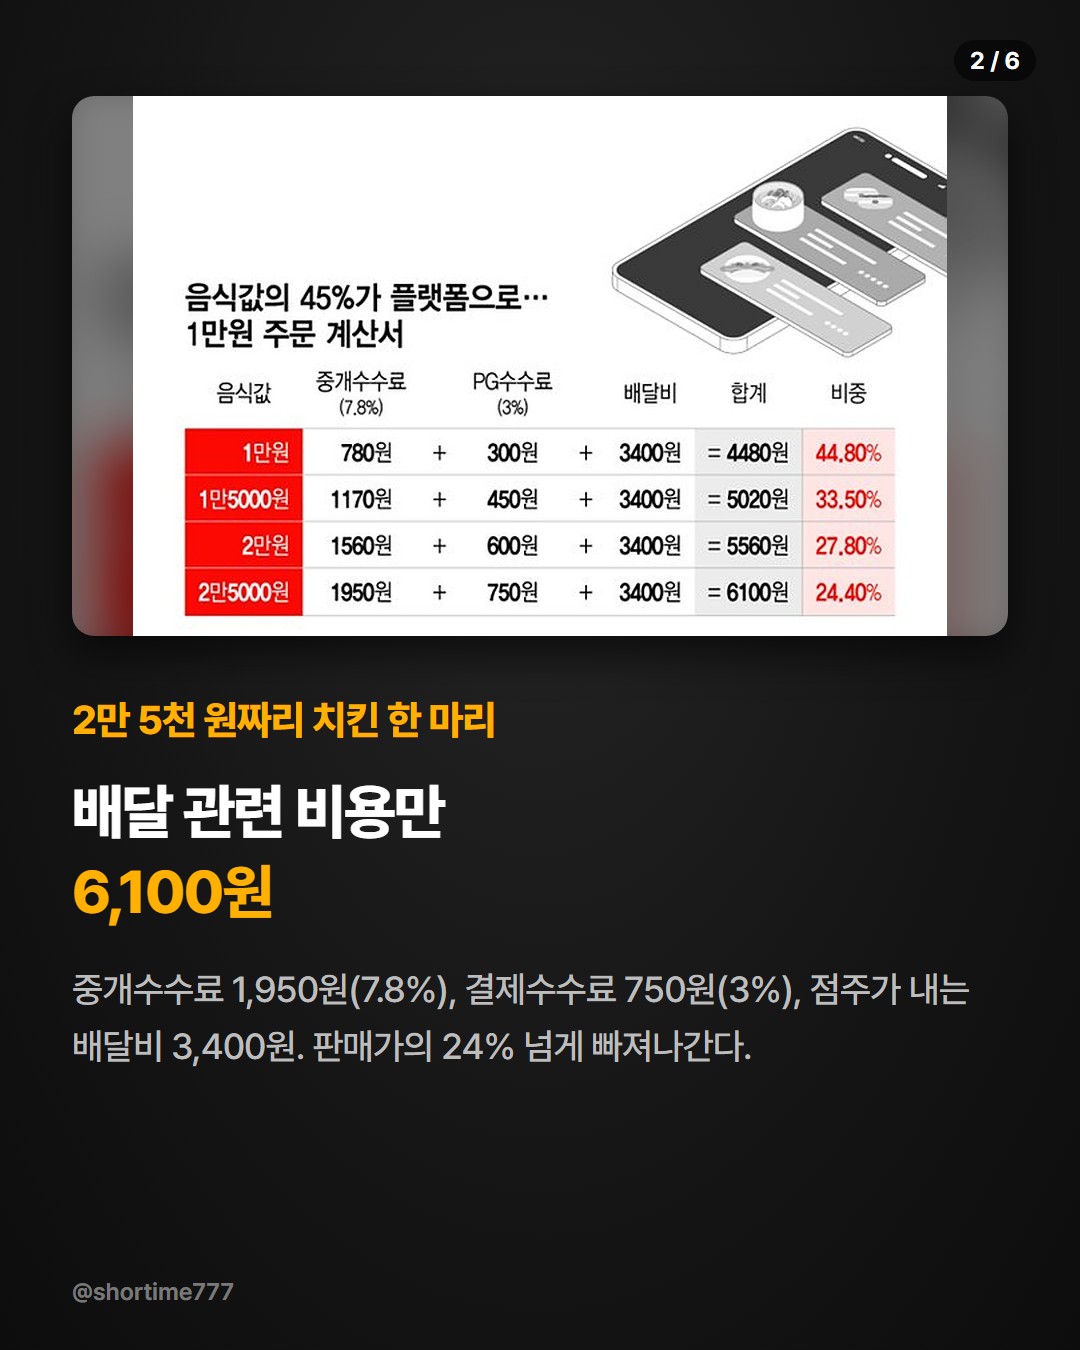 2 / 6
음식값의 45%가 플랫폼으로…
1만원 주문 계산서
음식값 중개수수료 (7.8%) PG수수료 (3%) 배달비 합계 비중
1만원 780원 + 300원 + 3400원 = 4480원 44.80%
1만5000원 1170원 + 450원 + 3400원 = 5020원 33.50%
2만원 1560원 + 600원 + 3400원 = 5560원 27.80%
2만5000원 1950원 + 750원 + 3400원 = 6100원 24.40%
2만 5천 원짜리 치킨 한 마리
배달 관련 비용만
6,100원
중개수수료 1,950원(7.8%), 결제수수료 750원(3%), 점주가 내는
배달비 3,400원. 판매가의 24% 넘게 빠져나간다.
@shortime777